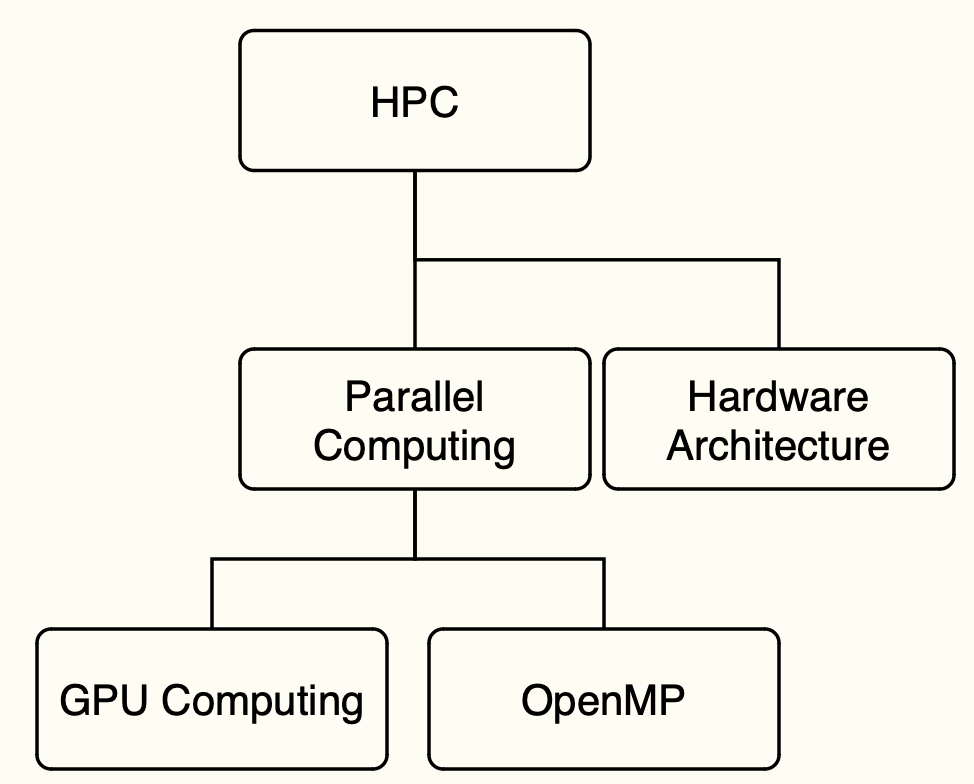 HPC
Parallel
Computing
Hardware
Architecture
GPU Computing
OpenMP